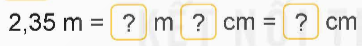 2,35 m = ? m ? cm = ? cm